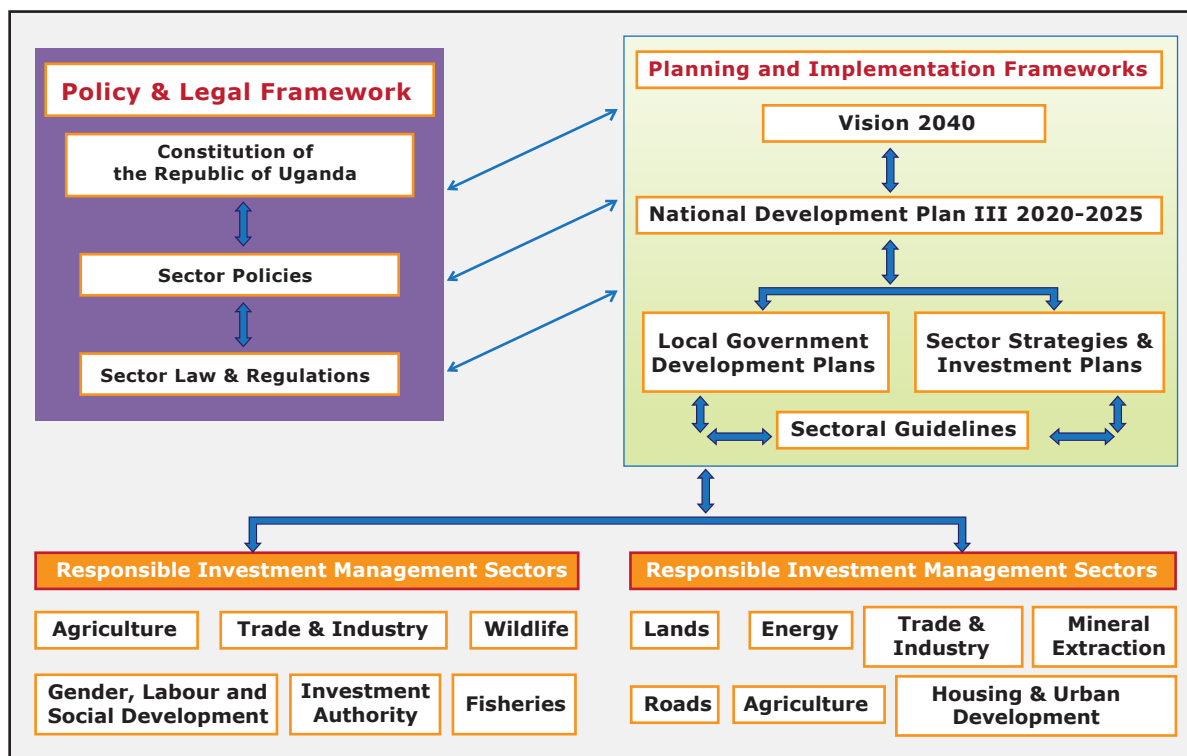 Policy & Legal Framework
Constitution of
the Republic of Uganda
Sector Policies
Sector Law & Regulations
Planning and Implementation Frameworks
Vision 2040
National Development Plan III 2020-2025
Local Government
Development Plans
Sector Strategies &
Investment Plans
Sectoral Guidelines
Responsible Investment Management Sectors
Agriculture
Trade & Industry
Wildlife
Gender, Labour and
Social Development
Investment
Authority
Fisheries
Responsible Investment Management Sectors
Lands
Energy
Trade &
Industry
Mineral
Extraction
Roads
Agriculture
Housing & Urban
Development